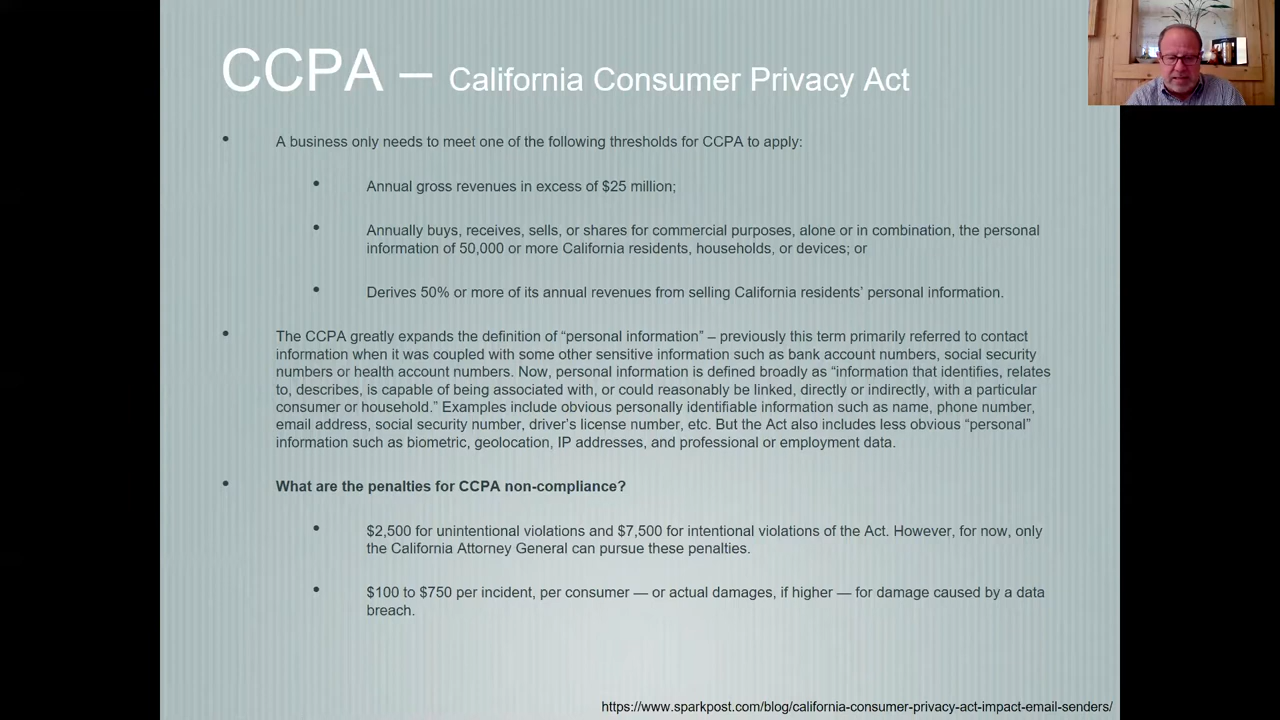 CCPA – California Consumer Privacy Act
• A business only needs to meet one of the following thresholds for CCPA to apply:
• Annual gross revenues in excess of $25 million;
• Annually buys, receives, sells, or shares for commercial purposes, alone or in combination, the personal
information of 50,000 or more California residents, households, or devices; or
• Derives 50% or more of its annual revenues from selling California residents’ personal information.
• The CCPA greatly expands the definition of “personal information” – previously this term primarily referred to contact
information when it was coupled with some other sensitive information such as bank account numbers, social security
numbers or health account numbers. Now, personal information is defined broadly as “information that identifies, relates
to, describes, is capable of being associated with, or could reasonably be linked, directly or indirectly, with a particular
consumer or household.” Examples include obvious personally identifiable information such as name, phone number,
email address, social security number, driver’s license number, etc. But the Act also includes less obvious “personal”
information such as biometric, geolocation, IP addresses, and professional or employment data.
• What are the penalties for CCPA non-compliance?
• $2,500 for unintentional violations and $7,500 for intentional violations of the Act. However, for now, only
the California Attorney General can pursue these penalties.
• $100 to $750 per incident, per consumer — or actual damages, if higher — for damage caused by a data
breach.
https://www.sparkpost.com/blog/california-consumer-privacy-act-impact-email-senders/